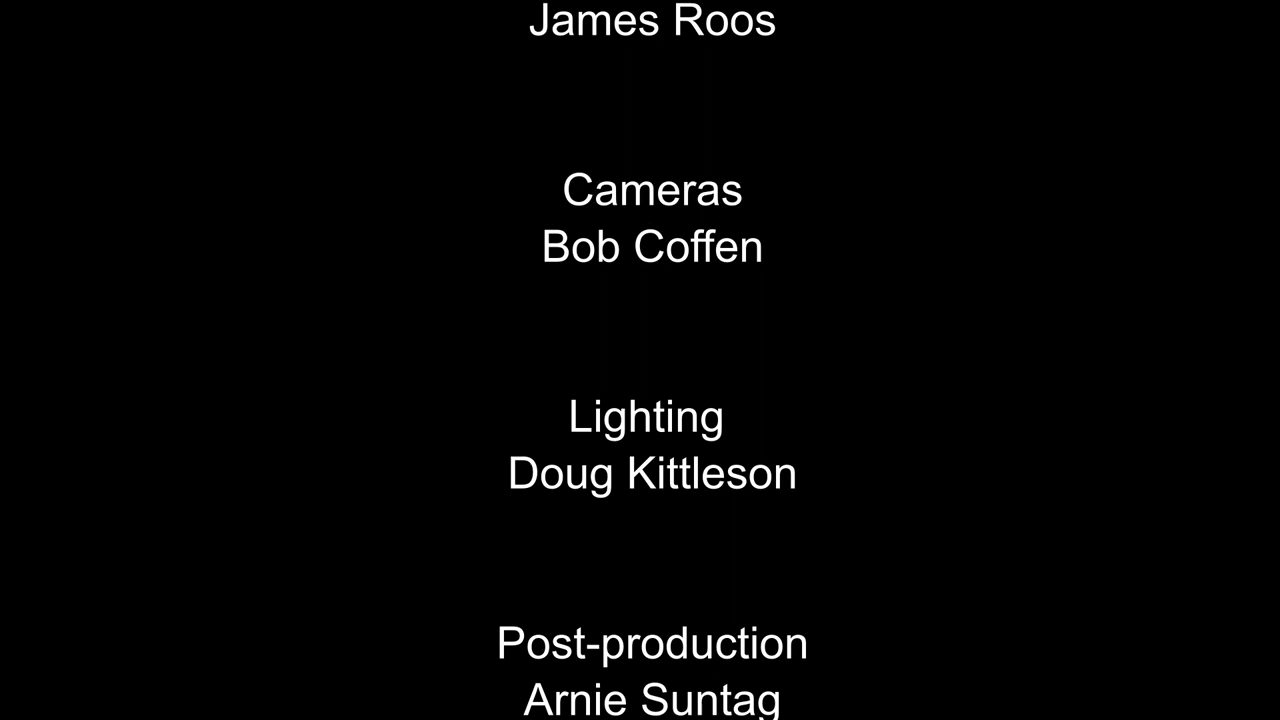 James Roos
Cameras
Bob Coffen
Lighting
Doug Kittleson
Post-production
Arnie Suntag